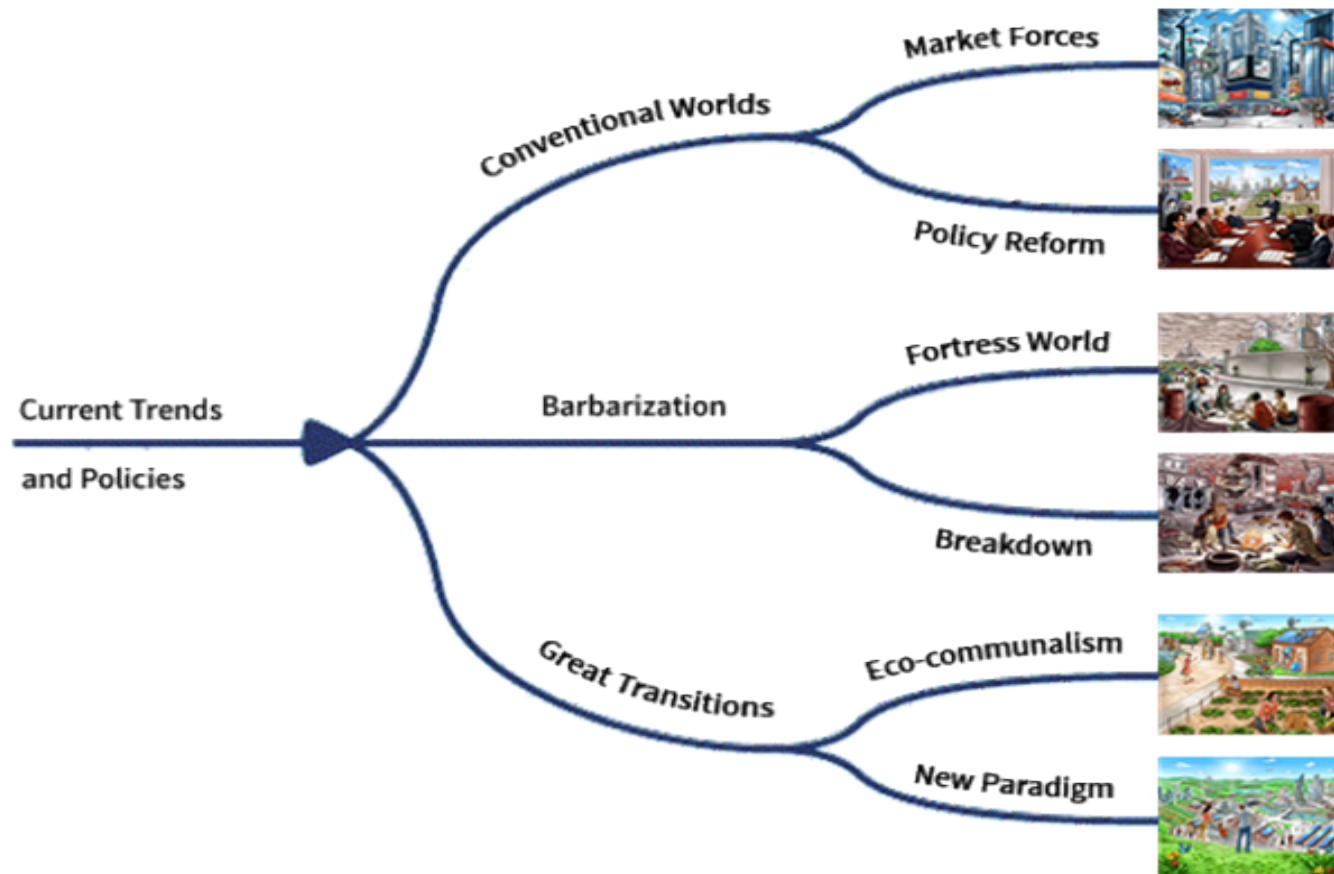 Market Forces
Conventional Worlds
Policy Reform
Fortress World
Current Trends
and Policies
Barbarization
Breakdown
Eco-communalism
Great Transitions
New Paradigm